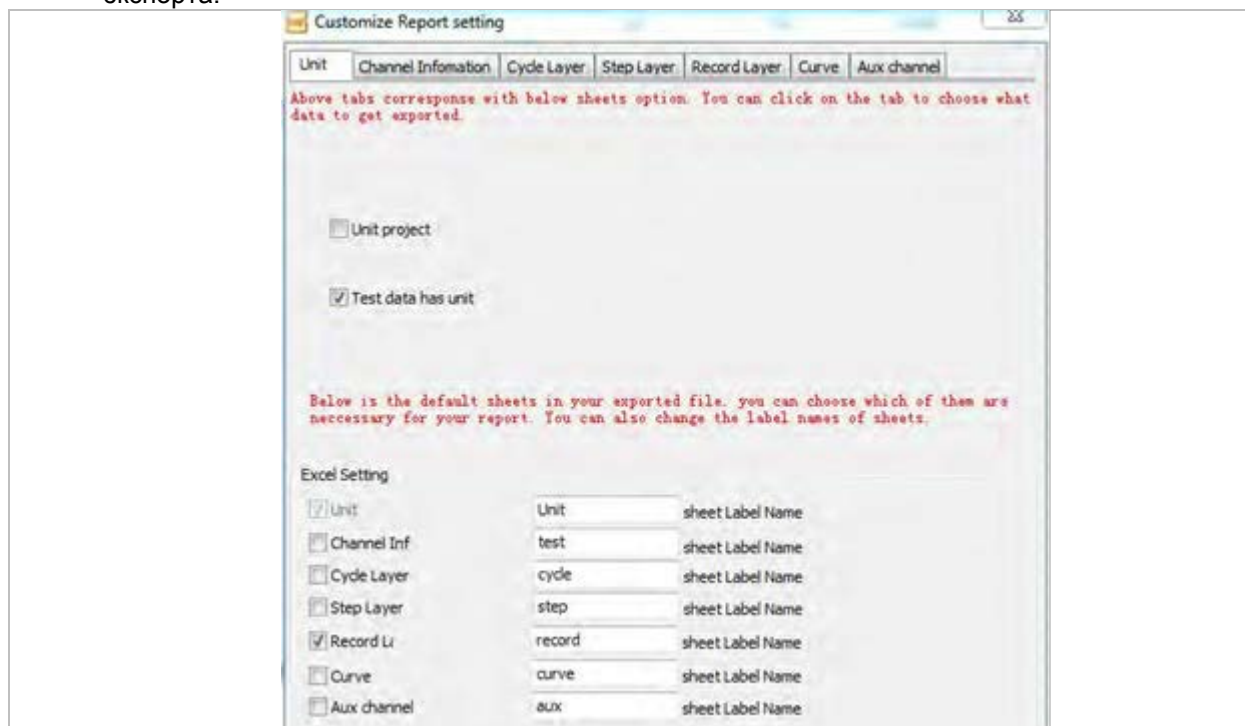 экспорта:
Customize Report setting
Unit Channel Infomation Cycle Layer Step Layer Record Layer Curve Aux channel
Above tabs corresponse with below sheets option. You can click on the tab to choose what
data to get exported.
Unit project
Test data has unit
Below is the default sheets in your exported file. you can choose which of them are
neccessary for your report. You can also change the label names of sheets.
Excel Setting
Unit Unit sheet Label Name
Channel Inf test sheet Label Name
Cycle Layer cycle sheet Label Name
Step Layer step sheet Label Name
Record La record sheet Label Name
Curve curve sheet Label Name
Aux channel aux sheet Label Name